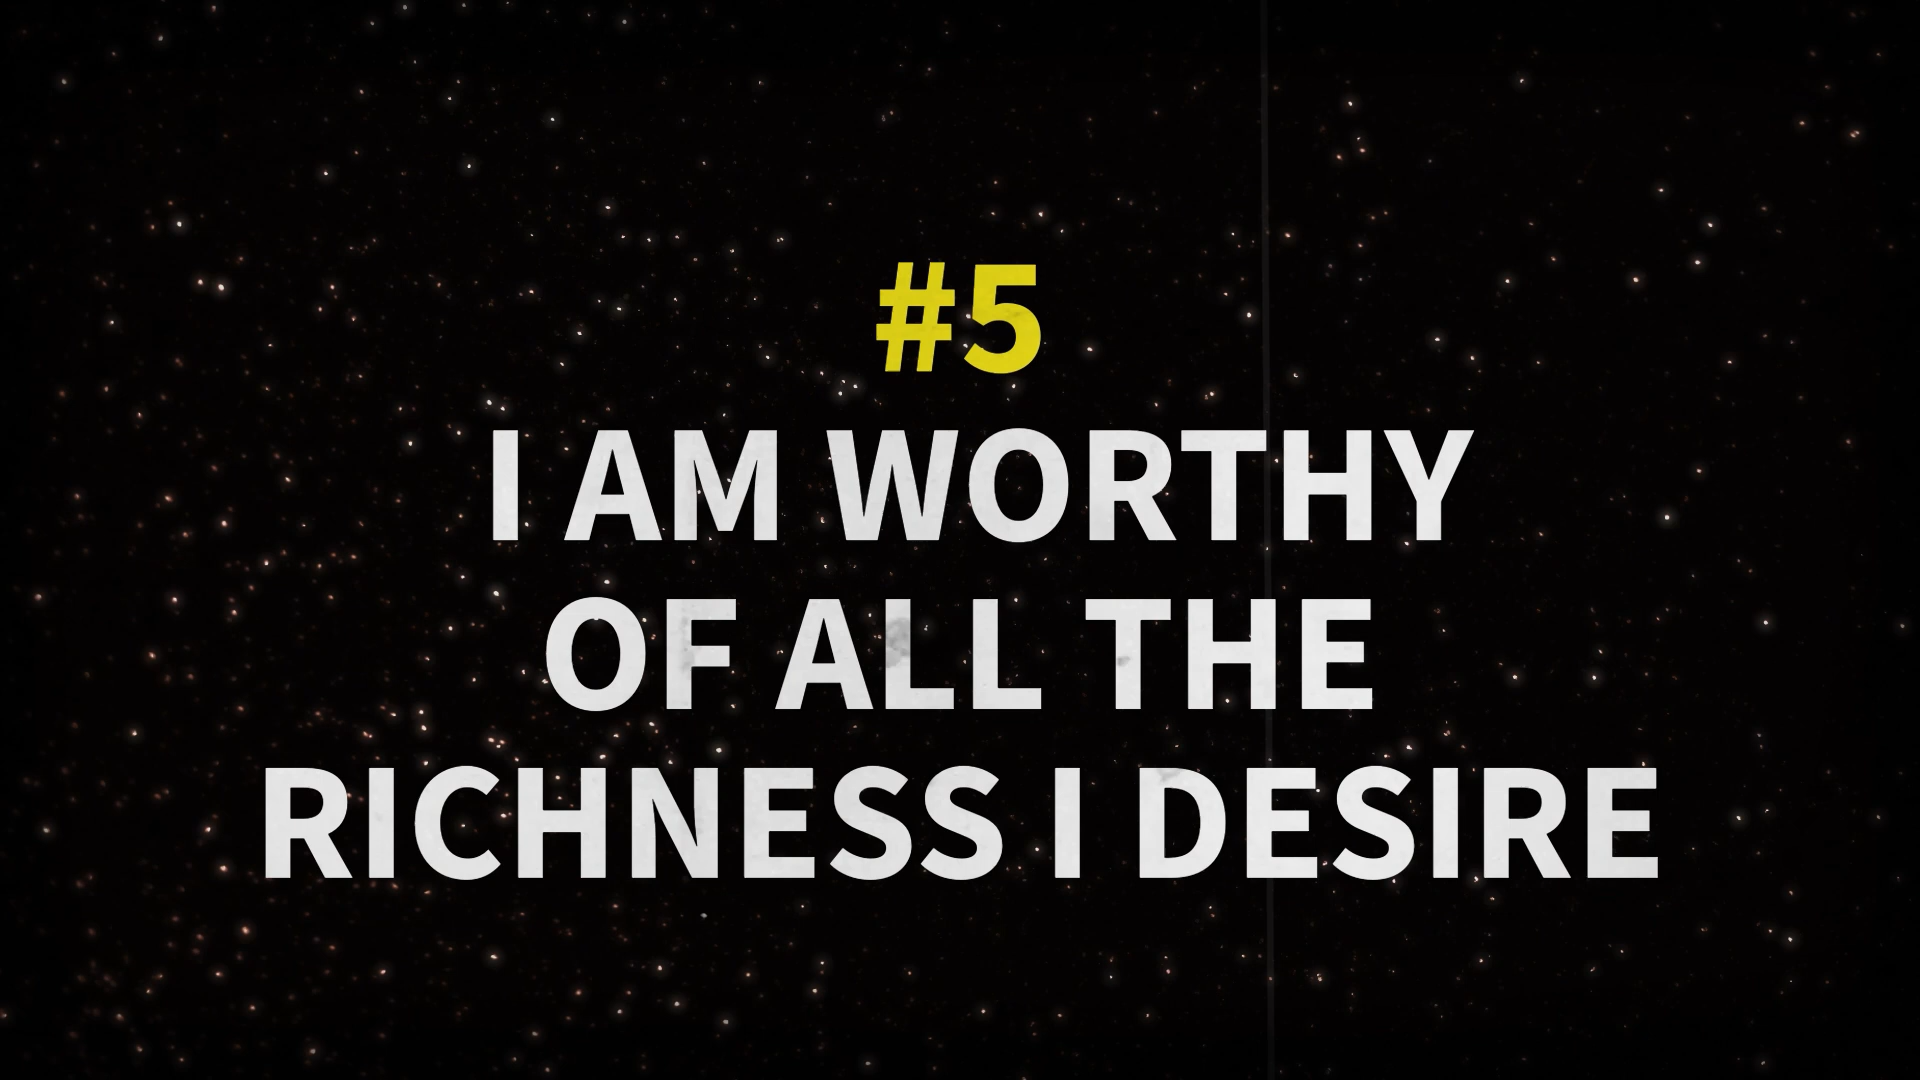 #5
I AM WORTHY
OF ALL THE
RICHNESS I DESIRE